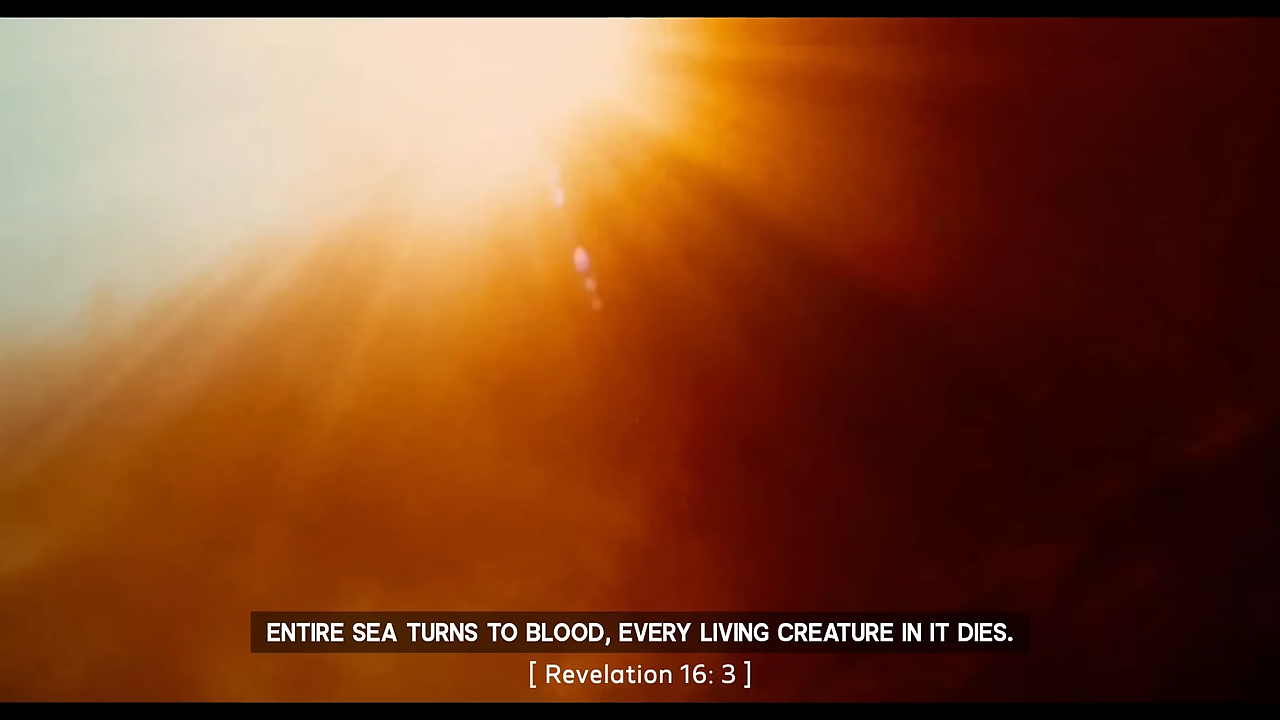 ENTIRE SEA TURNS TO BLOOD, EVERY LIVING CREATURE IN IT DIES.
[ Revelation 16: 3 ]